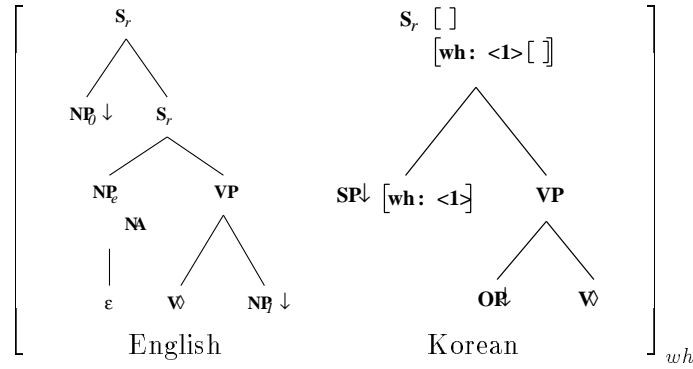 S_r
NP_0 ↓ S_r
NP_e VP
NA
ε V◊ NP_1 ↓
English
S_r [ ]
[wh: <1>[ ]]
SP↓ [wh: <1>] VP
OP↓ V◊
Korean
wh